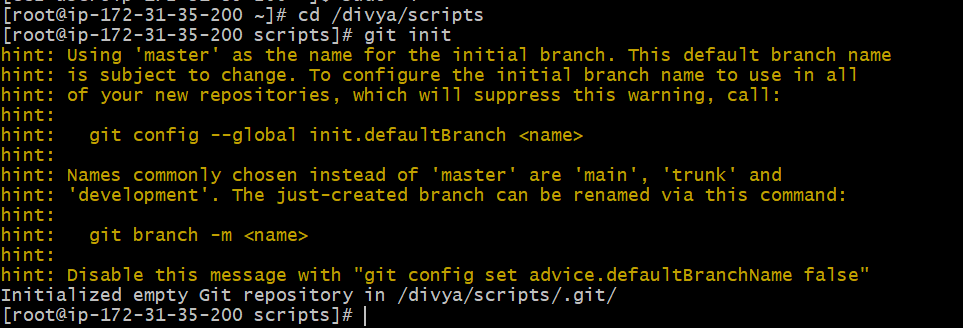 [root@ip-172-31-35-200 ~]# cd /divya/scripts
[root@ip-172-31-35-200 scripts]# git init
hint: Using 'master' as the name for the initial branch. This default branch name
hint: is subject to change. To configure the initial branch name to use in all
hint: of your new repositories, which will suppress this warning, call:
hint:
hint:   git config --global init.defaultBranch <name>
hint:
hint: Names commonly chosen instead of 'master' are 'main', 'trunk' and
hint: 'development'. The just-created branch can be renamed via this command:
hint:
hint:   git branch -m <name>
hint:
hint: Disable this message with "git config set advice.defaultBranchName false"
Initialized empty Git repository in /divya/scripts/.git/
[root@ip-172-31-35-200 scripts]#